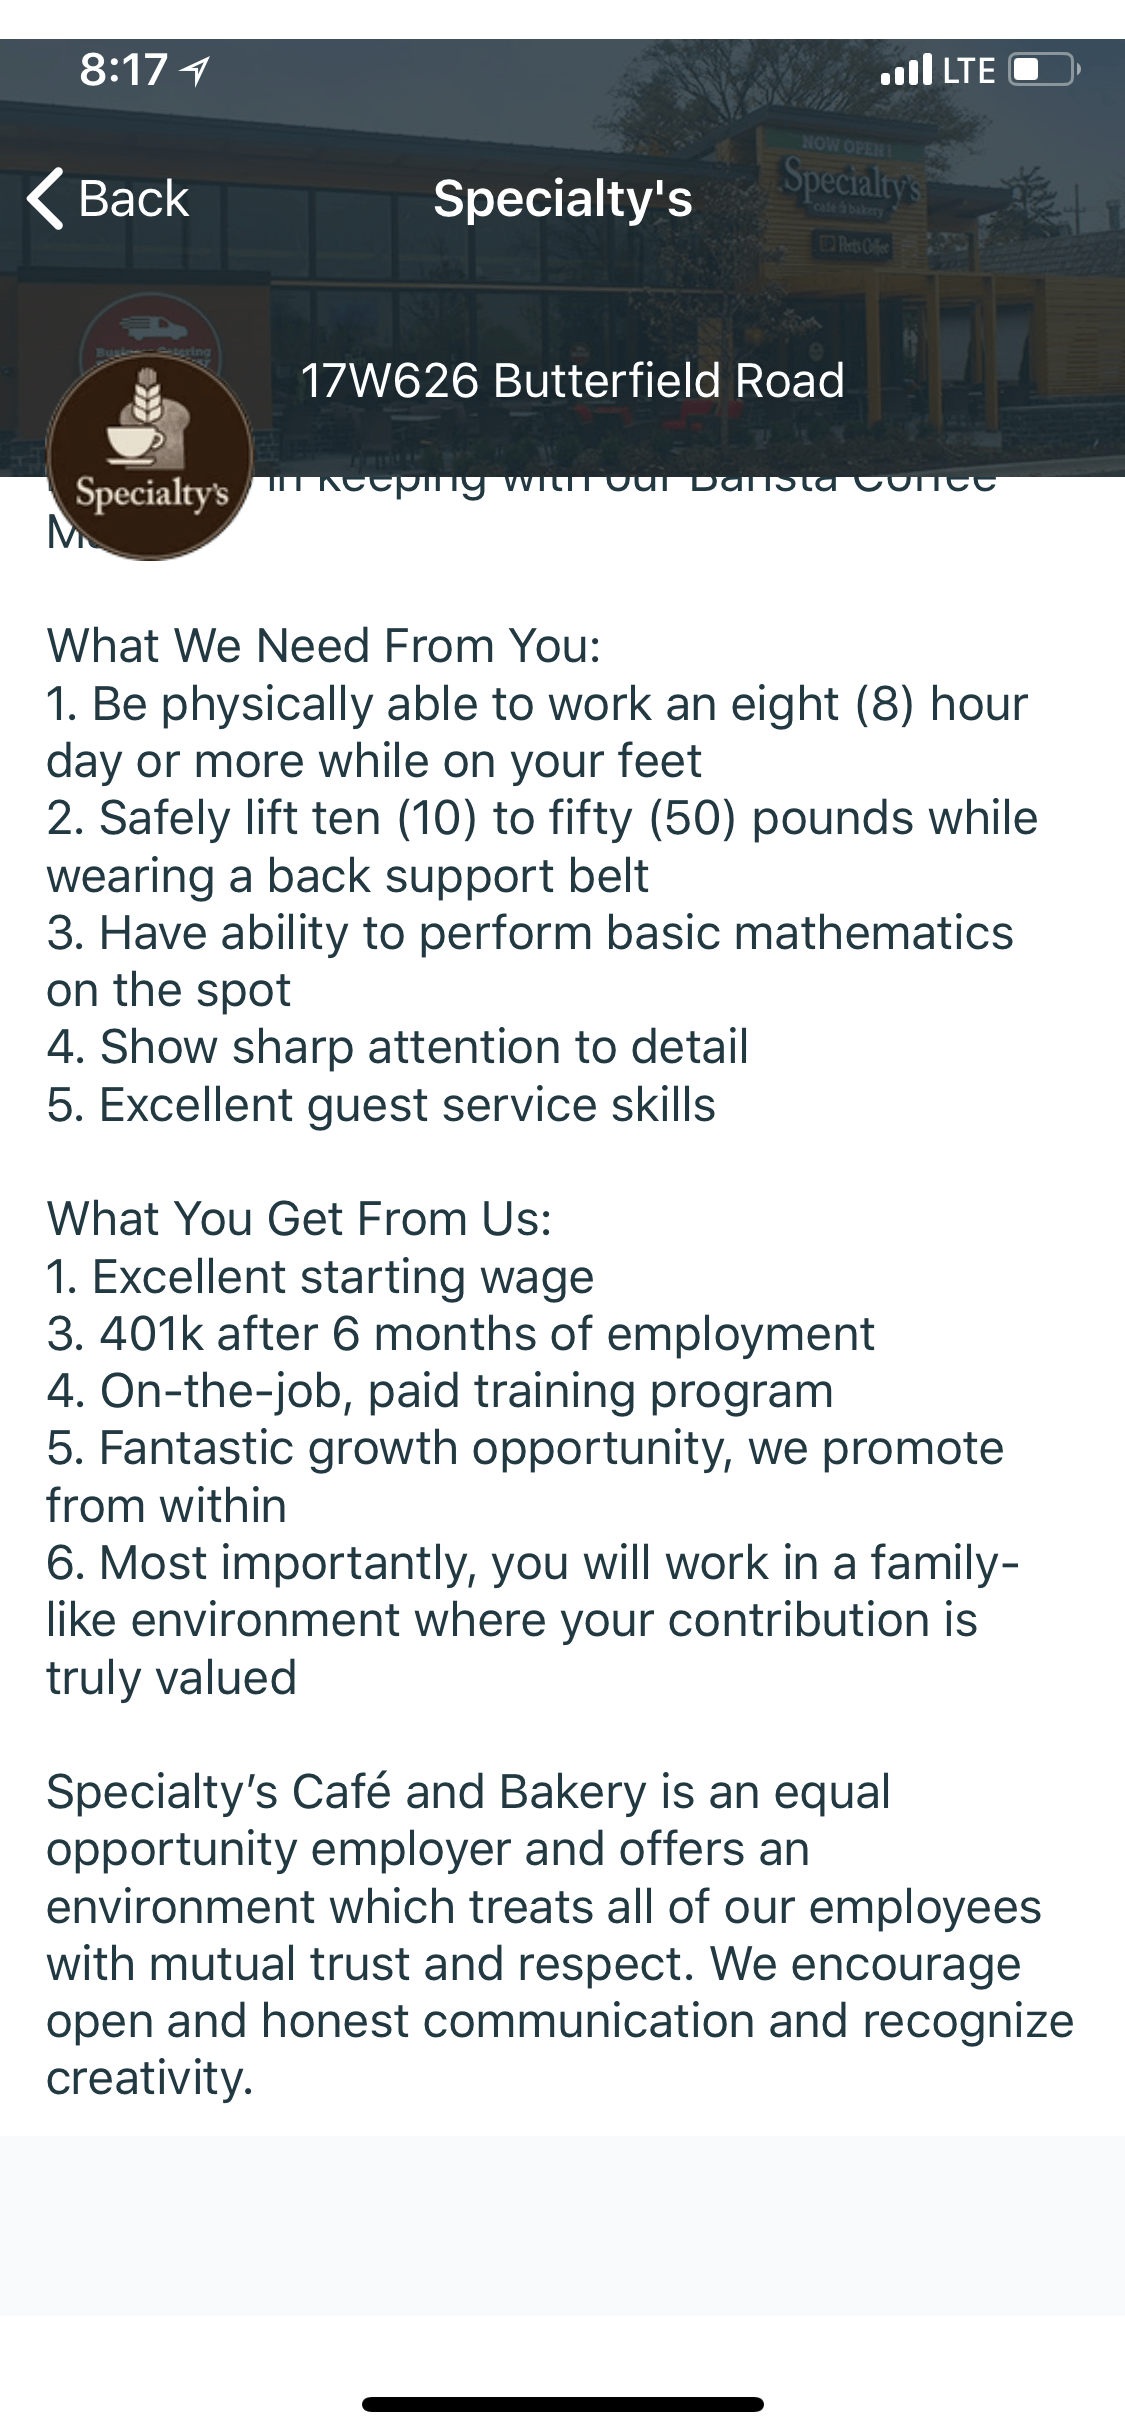 8:17
LTE
Back
Specialty's
NOW OPEN!
Specialty's
café & bakery
Peet's Coffee
Business Catering
17W626 Butterfield Road
Specialty's
in keeping with our Barista Coffee
What We Need From You:
1. Be physically able to work an eight (8) hour
day or more while on your feet
2. Safely lift ten (10) to fifty (50) pounds while
wearing a back support belt
3. Have ability to perform basic mathematics
on the spot
4. Show sharp attention to detail
5. Excellent guest service skills
What You Get From Us:
1. Excellent starting wage
3. 401k after 6 months of employment
4. On-the-job, paid training program
5. Fantastic growth opportunity, we promote
from within
6. Most importantly, you will work in a family-
like environment where your contribution is
truly valued
Specialty’s Café and Bakery is an equal
opportunity employer and offers an
environment which treats all of our employees
with mutual trust and respect. We encourage
open and honest communication and recognize
creativity.